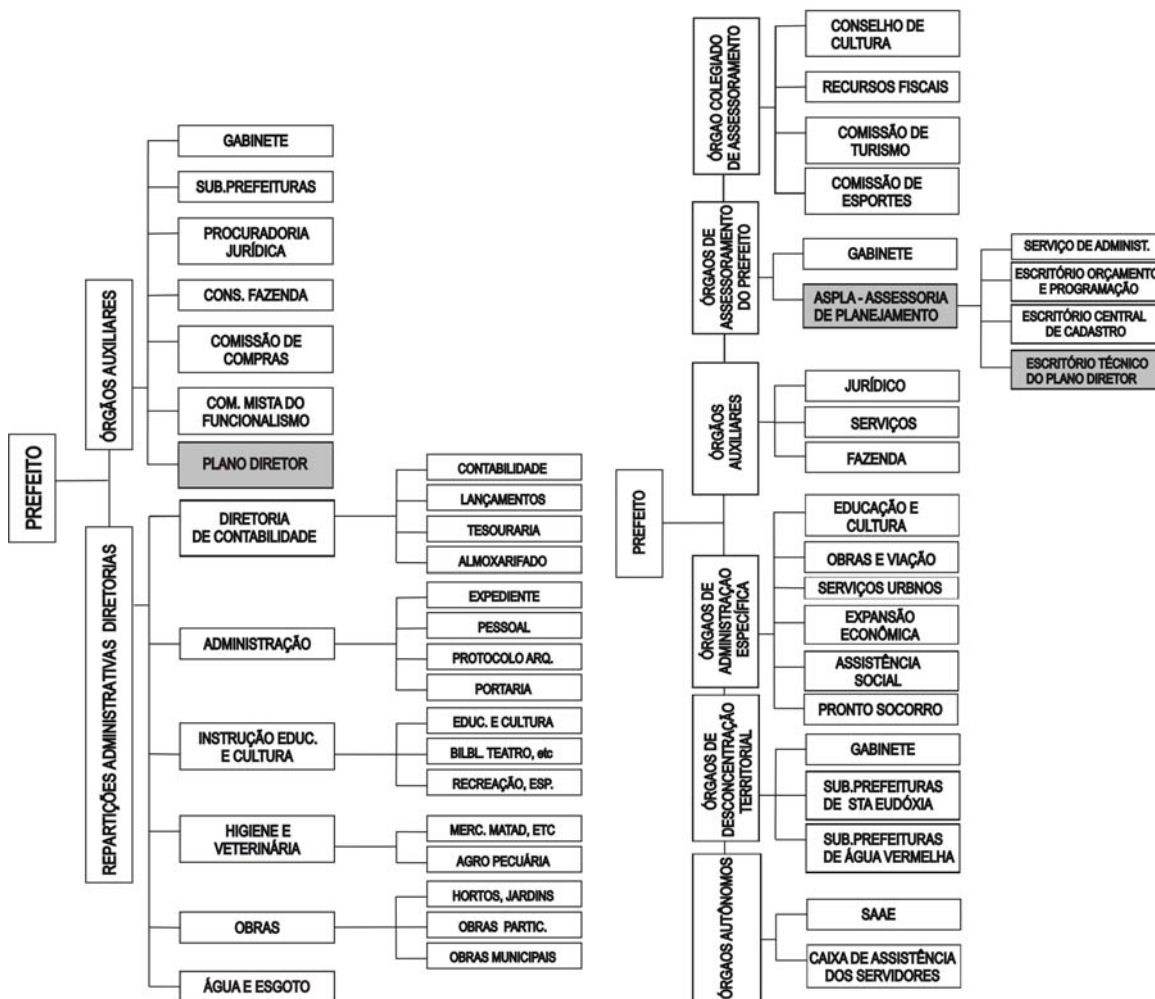 PREFEITO
ÓRGÃOS AUXILIARES
GABINETE
SUB.PREFEITURAS
PROCURADORIA
JURÍDICA
CONS. FAZENDA
COMISSÃO DE
COMPRAS
COM. MISTA DO
FUNCIONALISMO
PLANO DIRETOR
REPARTIÇÕES ADMINISTRATIVAS DIRETORIAS
DIRETORIA
DE CONTABILIDADE
CONTABILIDADE
LANÇAMENTOS
TESOURARIA
ALMOXARIFADO
ADMINISTRAÇÃO
EXPEDIENTE
PESSOAL
PROTOCOLO ARQ.
PORTARIA
INSTRUÇÃO EDUC.
E CULTURA
EDUC. E CULTURA
BILBL. TEATRO, etc
RECREAÇÃO, ESP.
HIGIENE E
VETERINÁRIA
MERC. MATAD, ETC
AGRO PECUÁRIA
OBRAS
HORTOS, JARDINS
OBRAS PARTIC.
OBRAS MUNICIPAIS
ÁGUA E ESGOTO
PREFEITO
ÓRGAO COLEGIADO
DE ASSESSORAMENTO
CONSELHO DE
CULTURA
RECURSOS FISCAIS
COMISSÃO DE
TURISMO
COMISSÃO DE
ESPORTES
ÓRGAOS DE
ASSESSORAMENTO
DO PREFEITO
GABINETE
ASPLA - ASSESSORIA
DE PLANEJAMENTO
SERVIÇO DE ADMINIST.
ESCRITÓRIO ORÇAMENTO
E PROGRAMAÇÃO
ESCRITÓRIO CENTRAL
DE CADASTRO
ESCRITÓRIO TÉCNICO
DO PLANO DIRETOR
ÓRGÃOS
AUXILIARES
JURÍDICO
SERVIÇOS
FAZENDA
ÓRGAOS DE
ADMINISTRAÇAO
ESPECÍFICA
EDUCAÇÃO E
CULTURA
OBRAS E VIAÇÃO
SERVIÇOS URBNOS
EXPANSÃO
ECONÔMICA
ASSISTÊNCIA
SOCIAL
PRONTO SOCORRO
ÓRGAOS DE
DESCONCENTRAÇAO
TERRITORIAL
GABINETE
SUB.PREFEITURAS
DE STA EUDÓXIA
SUB.PREFEITURAS
DE ÁGUA VERMELHA
ÓRGAOS AUTÔNOMOS
SAAE
CAIXA DE ASSISTÊNCIA
DOS SERVIDORES